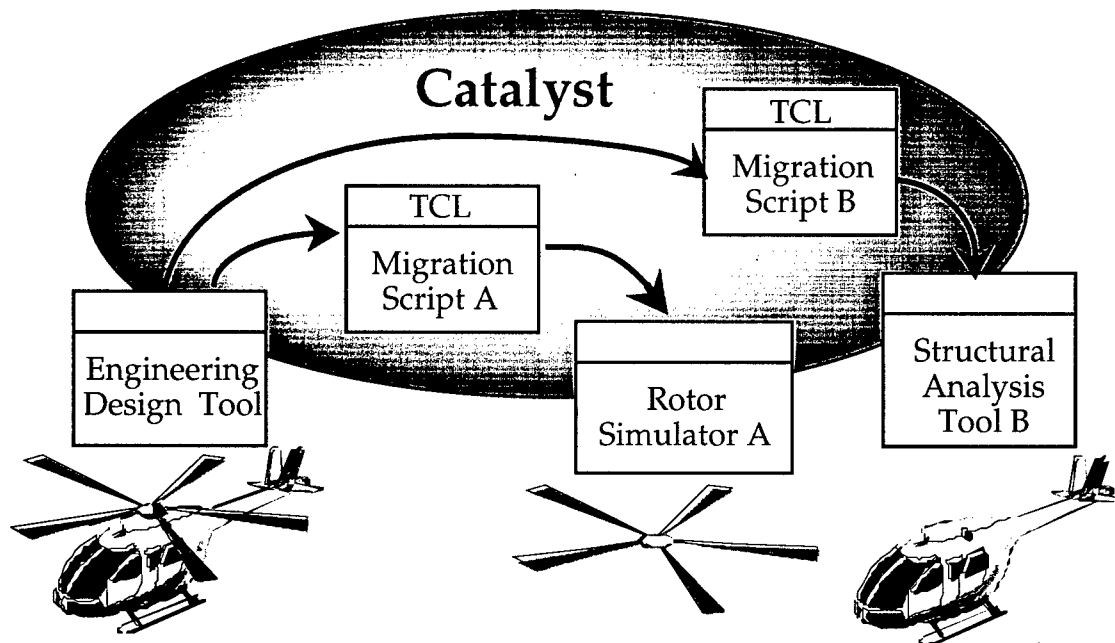 Catalyst
TCL
Migration
Script B
TCL
Migration
Script A
Engineering
Design Tool
Rotor
Simulator A
Structural
Analysis
Tool B